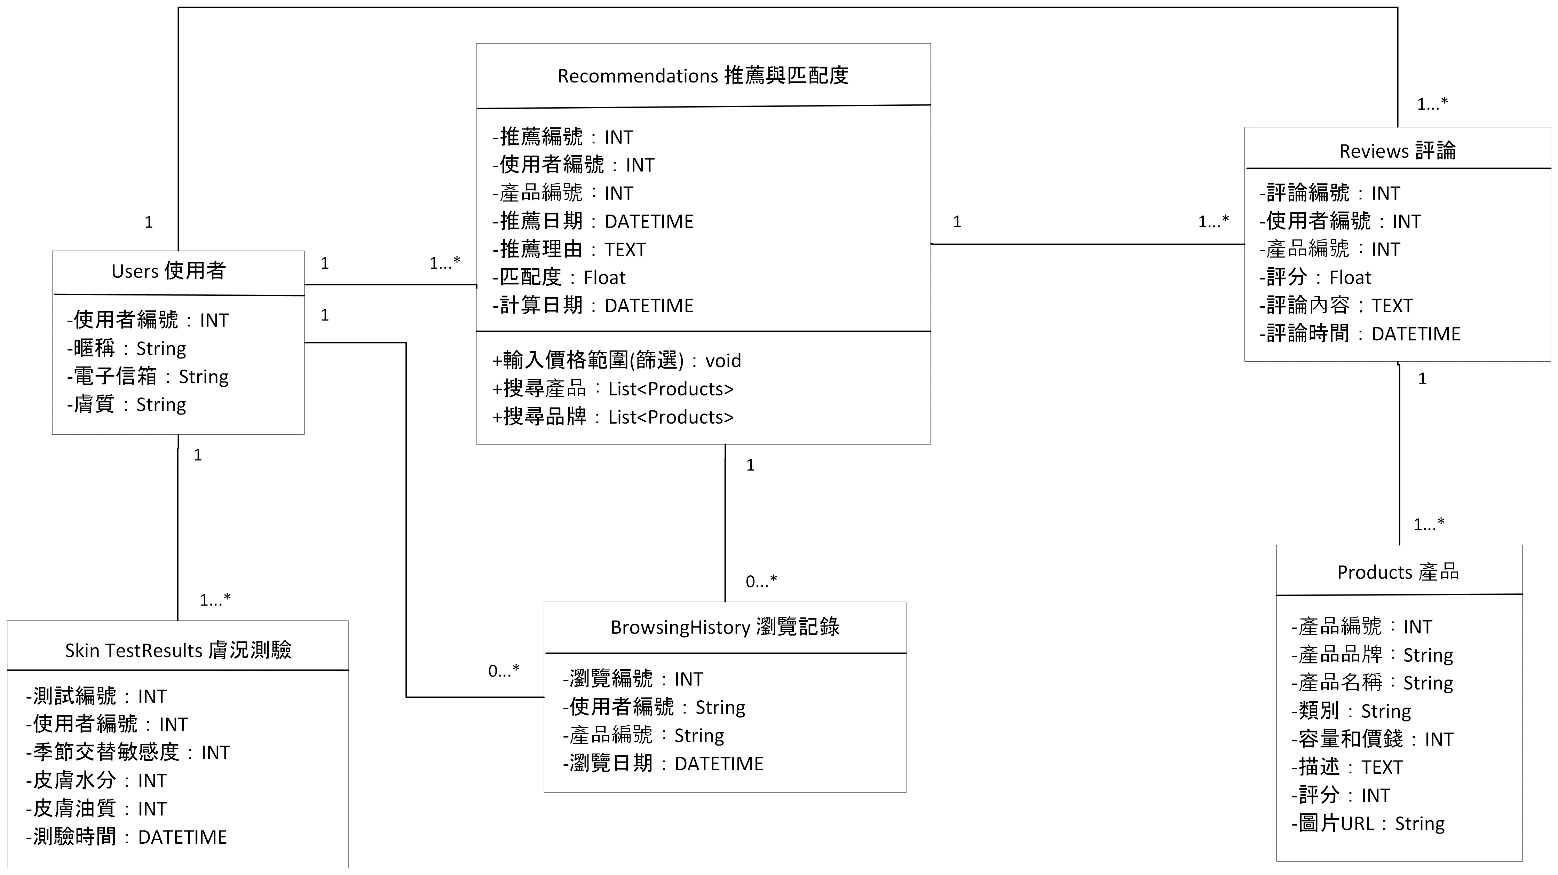 Recommendations 推薦與匹配度
-推薦編號：INT
-使用者編號：INT
-產品編號：INT
-推薦日期：DATETIME
-推薦理由：TEXT
-匹配度：Float
-計算日期：DATETIME
+輸入價格範圍(篩選)：void
+搜尋產品：List<Products>
+搜尋品牌：List<Products>
1...*
Reviews 評論
-評論編號：INT
-使用者編號：INT
-產品編號：INT
-評分：Float
-評論內容：TEXT
-評論時間：DATETIME
1
1...*
1
Users 使用者
-使用者編號：INT
-暱稱：String
-電子信箱：String
-膚質：String
1
1...*
1
1
1
1
1...*
0...*
1...*
0...*
Skin TestResults 膚況測驗
-測試編號：INT
-使用者編號：INT
-季節交替敏感度：INT
-皮膚水分：INT
-皮膚油質：INT
-測驗時間：DATETIME
BrowsingHistory 瀏覽記錄
-瀏覽編號：INT
-使用者編號：String
-產品編號：String
-瀏覽日期：DATETIME
Products 產品
-產品編號：INT
-產品品牌：String
-產品名稱：String
-類別：String
-容量和價錢：INT
-描述：TEXT
-評分：INT
-圖片URL：String